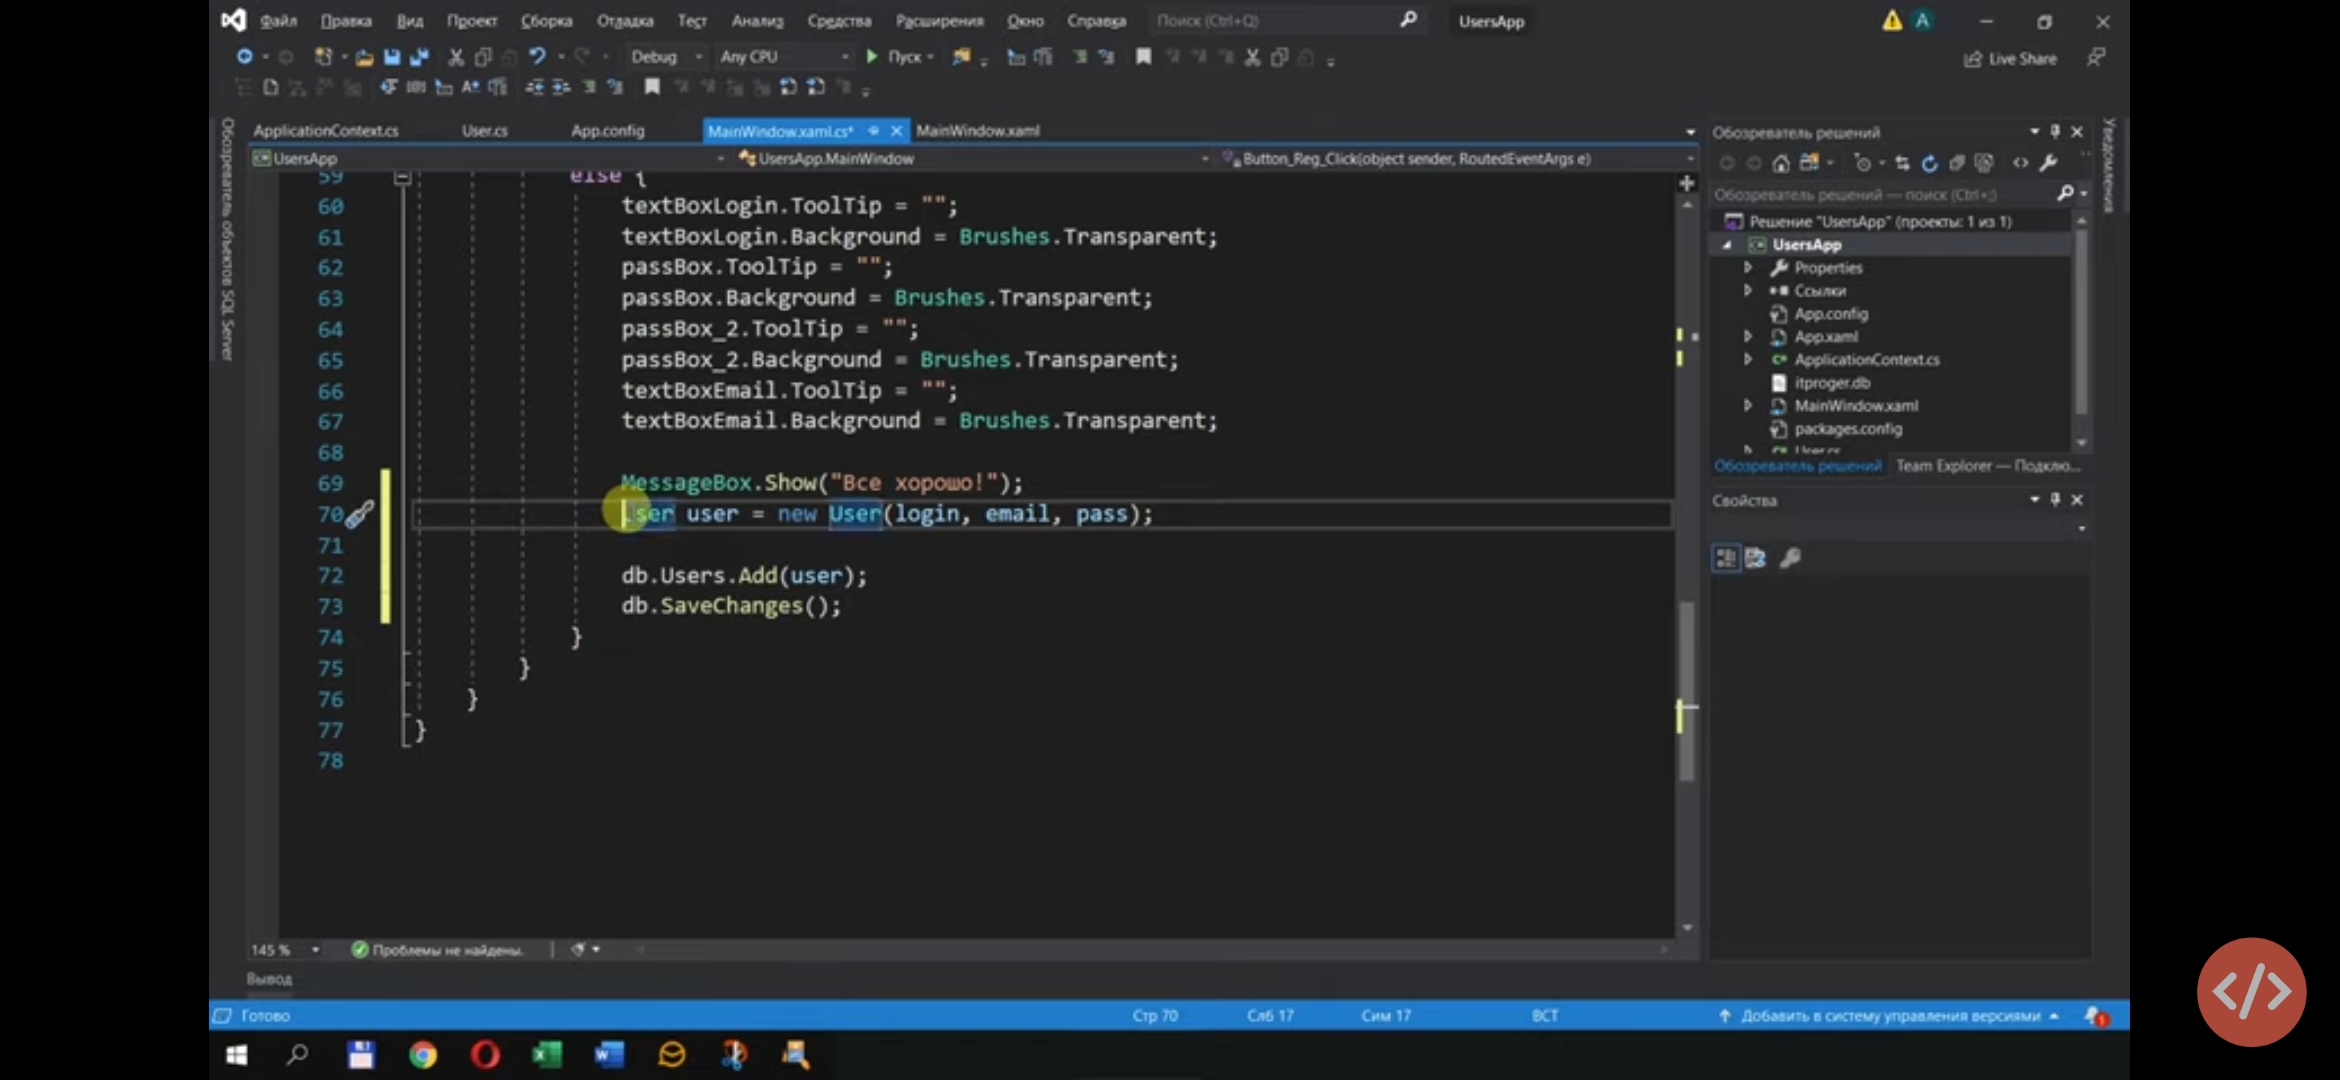 Файл Правка Вид Проект Сборка Отладка Тест Анализ Средства Расширения Окно Справка Поиск (Ctrl+Q) UsersApp A
Debug Any CPU Пуск Live Share
ApplicationContext.cs User.cs App.config MainWindow.xaml.cs* MainWindow.xaml
UsersApp UsersApp.MainWindow Button_Reg_Click(object sender, RoutedEventArgs e)
59 else {
60 textBoxLogin.ToolTip = "";
61 textBoxLogin.Background = Brushes.Transparent;
62 passBox.ToolTip = "";
63 passBox.Background = Brushes.Transparent;
64 passBox_2.ToolTip = "";
65 passBox_2.Background = Brushes.Transparent;
66 textBoxEmail.ToolTip = "";
67 textBoxEmail.Background = Brushes.Transparent;
68
69 MessageBox.Show("Все хорошо!");
70 User user = new User(login, email, pass);
71
72 db.Users.Add(user);
73 db.SaveChanges();
74 }
75 }
76 }
77 }
78
145 % Проблемы не найдены.
Вывод
Готово Стр 70 Слб 17 Сим 17 ВСТ Добавить в систему управления версиями 1
Обозреватель объектов SQL Server
Обозреватель решений
Обозреватель решений — поиск (Ctrl+;)
Решение "UsersApp" (проекты: 1 из 1)
UsersApp
Properties
Ссылки
App.config
App.xaml
ApplicationContext.cs
itproger.db
MainWindow.xaml
packages.config
User.cs
Обозреватель решений Team Explorer — Подклю...
Свойства
Уведомления
</>